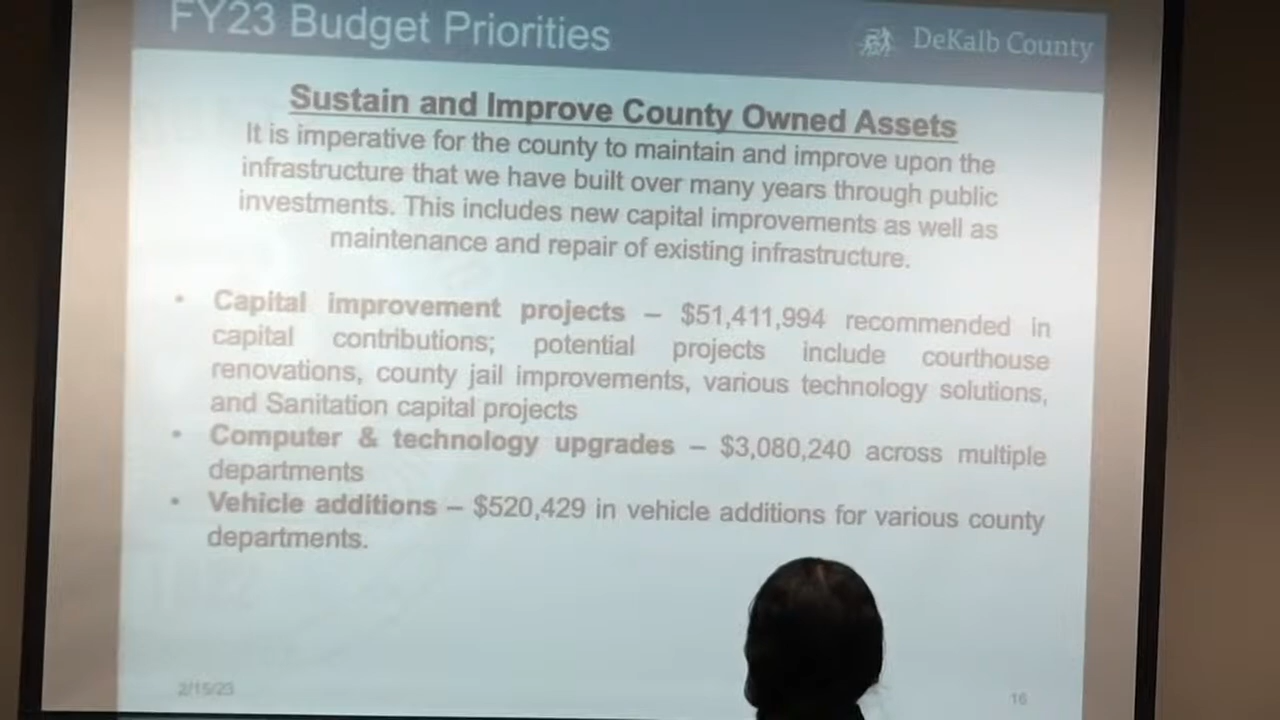 FY23 Budget Priorities
DeKalb County
Sustain and Improve County Owned Assets
It is imperative for the county to maintain and improve upon the
infrastructure that we have built over many years through public
investments. This includes new capital improvements as well as
maintenance and repair of existing infrastructure.
• Capital improvement projects – $51,411,994 recommended in
capital contributions; potential projects include courthouse
renovations, county jail improvements, various technology solutions,
and Sanitation capital projects
• Computer & technology upgrades – $3,080,240 across multiple
departments
• Vehicle additions – $520,429 in vehicle additions for various county
departments.
2/15/23
16